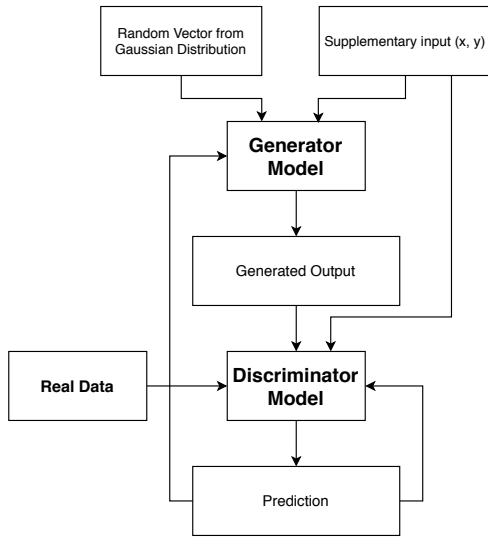 Random Vector from
Gaussian Distribution
Supplementary input (x, y)
Generator
Model
Generated Output
Real Data
Discriminator
Model
Prediction